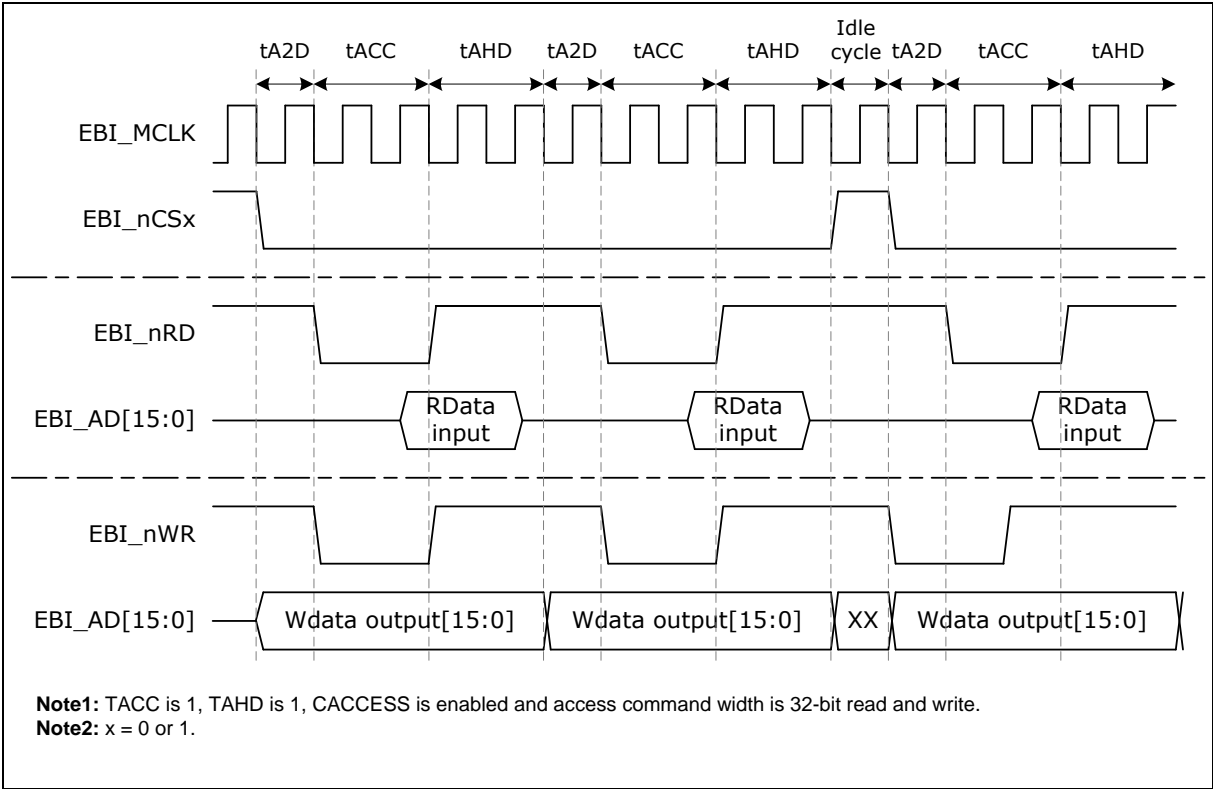 Idle
tA2D tACC tAHD tA2D tACC tAHD cycle tA2D tACC tAHD
EBI_MCLK
EBI_nCSx
EBI_nRD
RData RData RData
EBI_AD[15:0]
input input input
EBI_nWR
EBI_AD[15:0] Wdata output[15:0] Wdata output[15:0] XX Wdata output[15:0]
Note1: TACC is 1, TAHD is 1, CACCESS is enabled and access command width is 32-bit read and write.
Note2: x = 0 or 1.